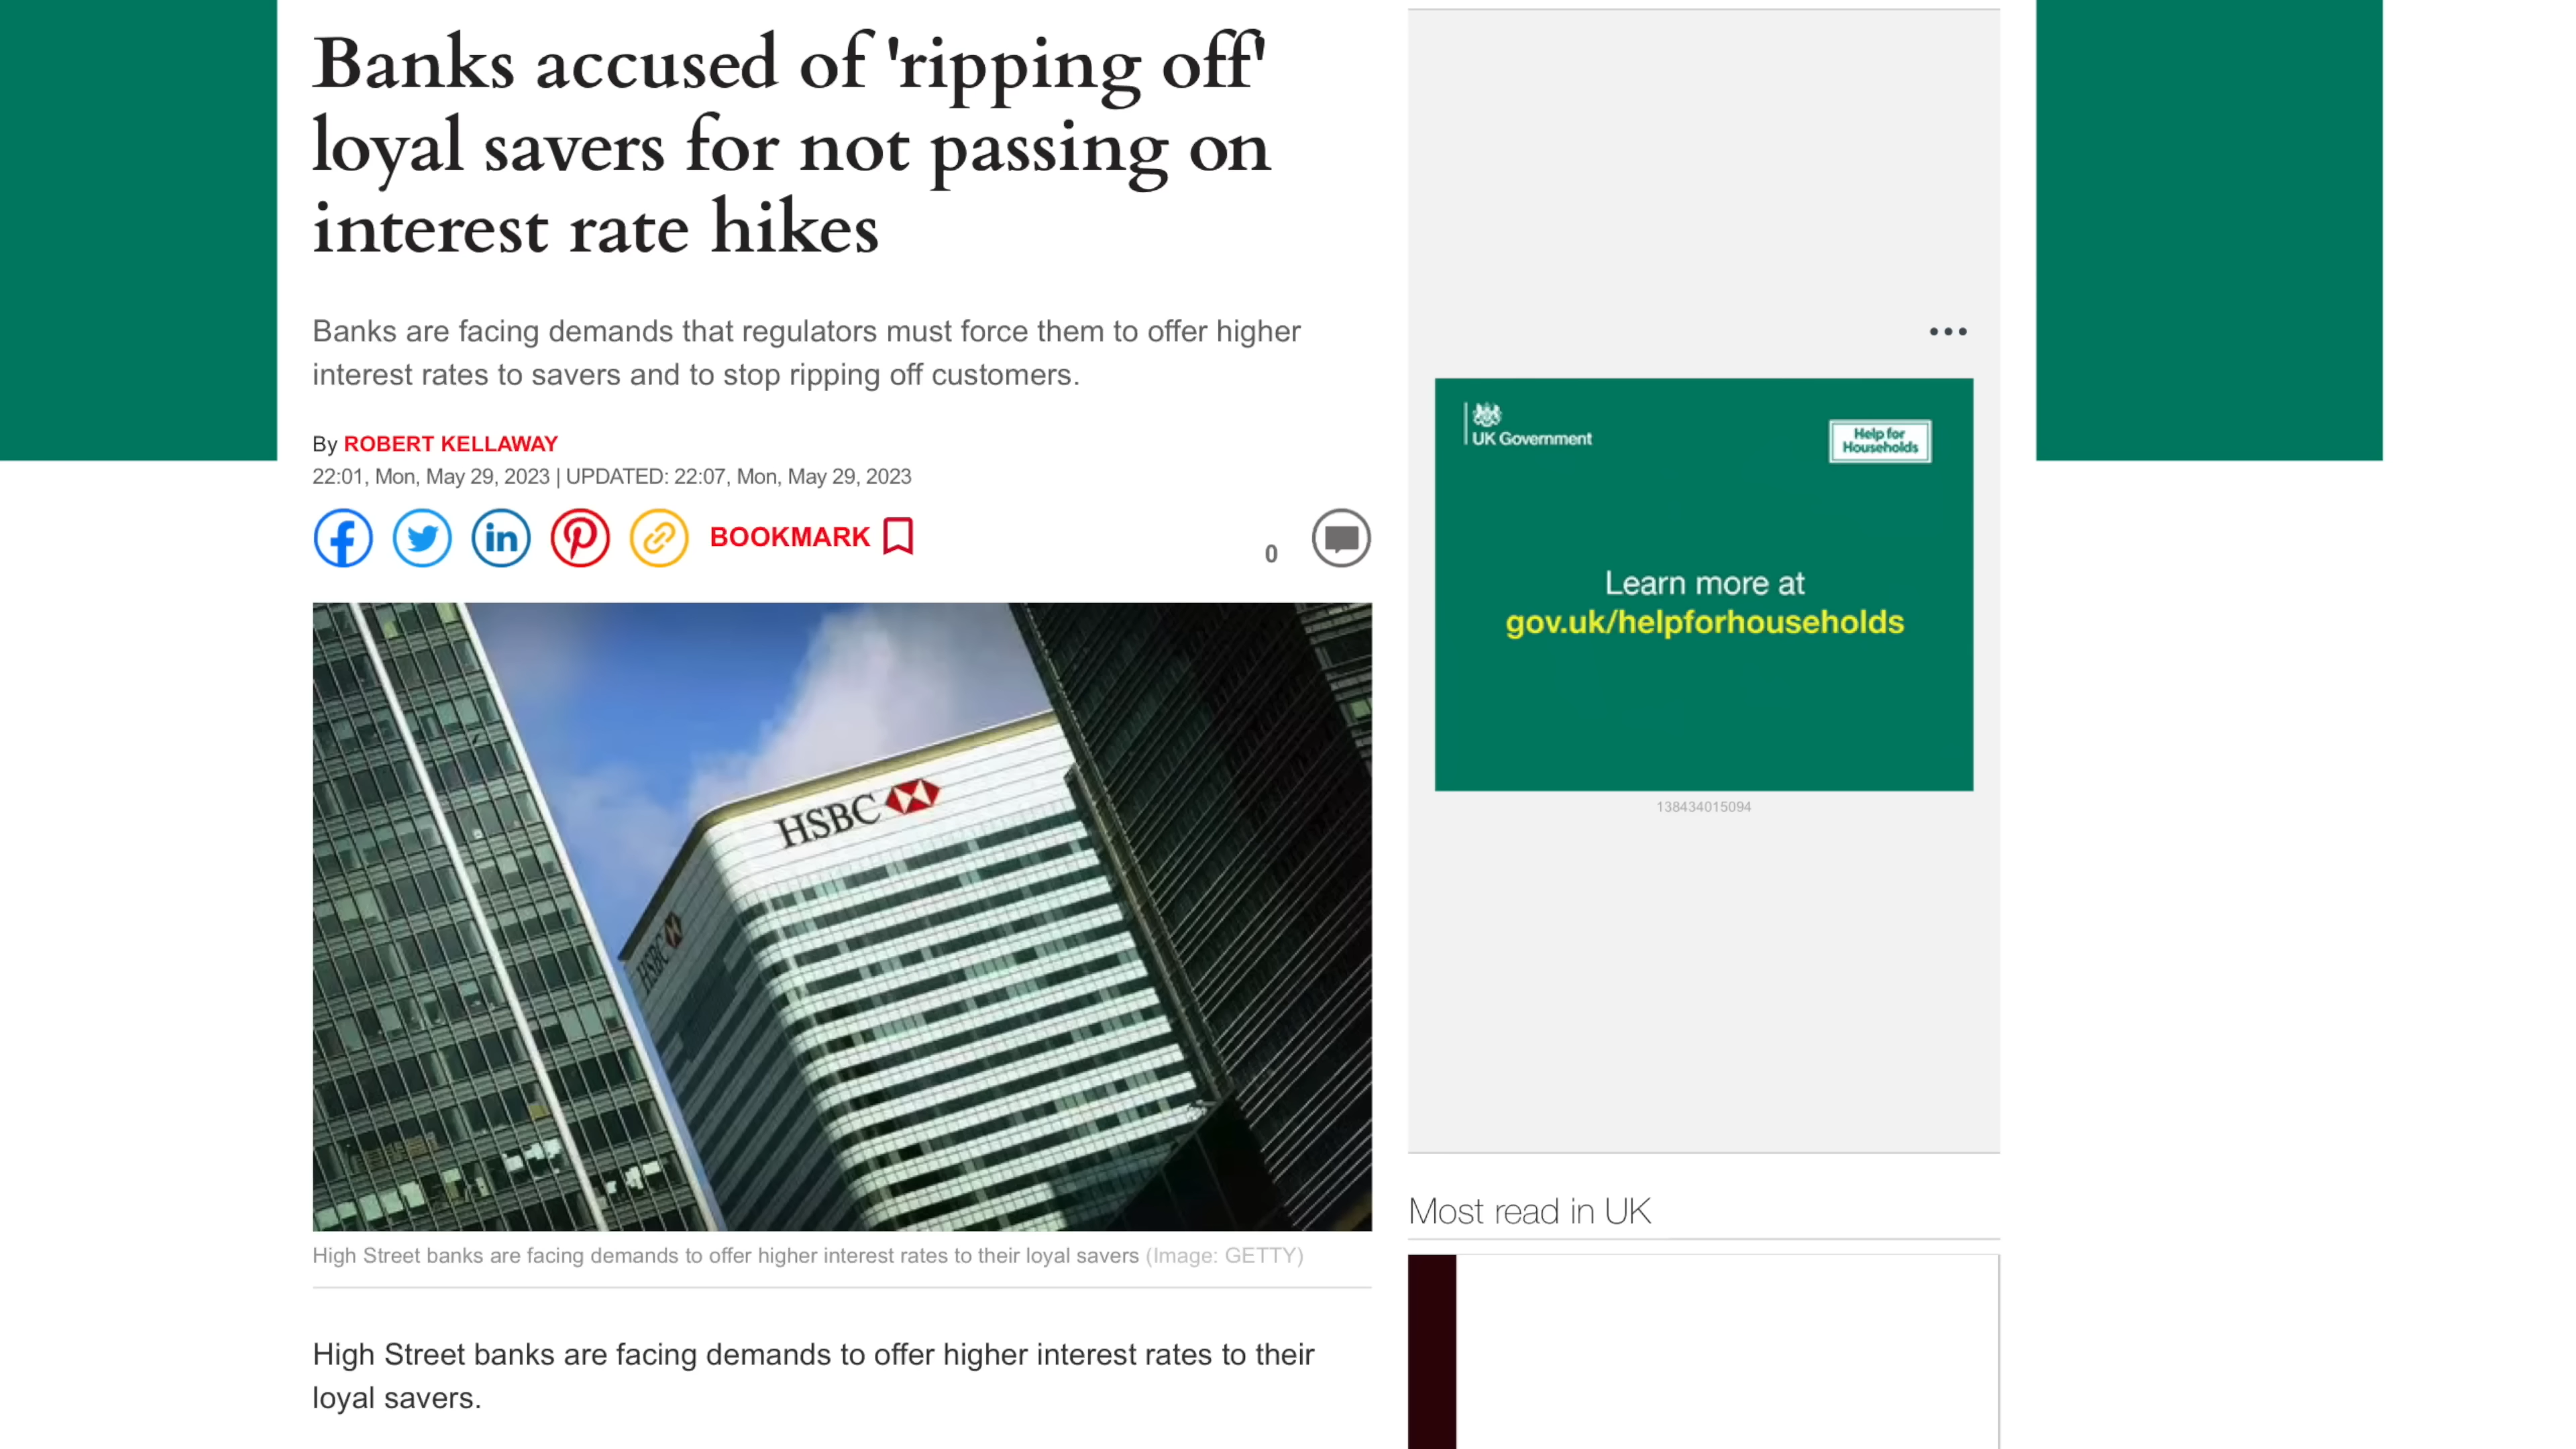 Banks accused of 'ripping off'
loyal savers for not passing on
interest rate hikes
Banks are facing demands that regulators must force them to offer higher
interest rates to savers and to stop ripping off customers.
By ROBERT KELLAWAY
22:01, Mon, May 29, 2023 | UPDATED: 22:07, Mon, May 29, 2023
BOOKMARK
0
HSBC
HSBC
High Street banks are facing demands to offer higher interest rates to their loyal savers (Image: GETTY)
High Street banks are facing demands to offer higher interest rates to their
loyal savers.
UK Government
Help for
Households
Learn more at
gov.uk/helpforhouseholds
138434015094
Most read in UK